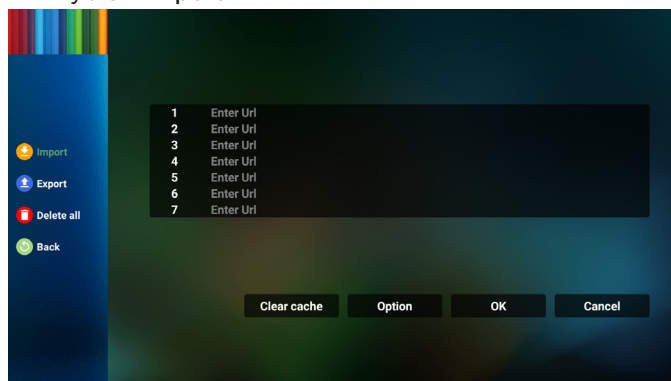 Import
Export
Delete all
Back
1 Enter Url
2 Enter Url
3 Enter Url
4 Enter Url
5 Enter Url
6 Enter Url
7 Enter Url
Clear cache Option OK Cancel